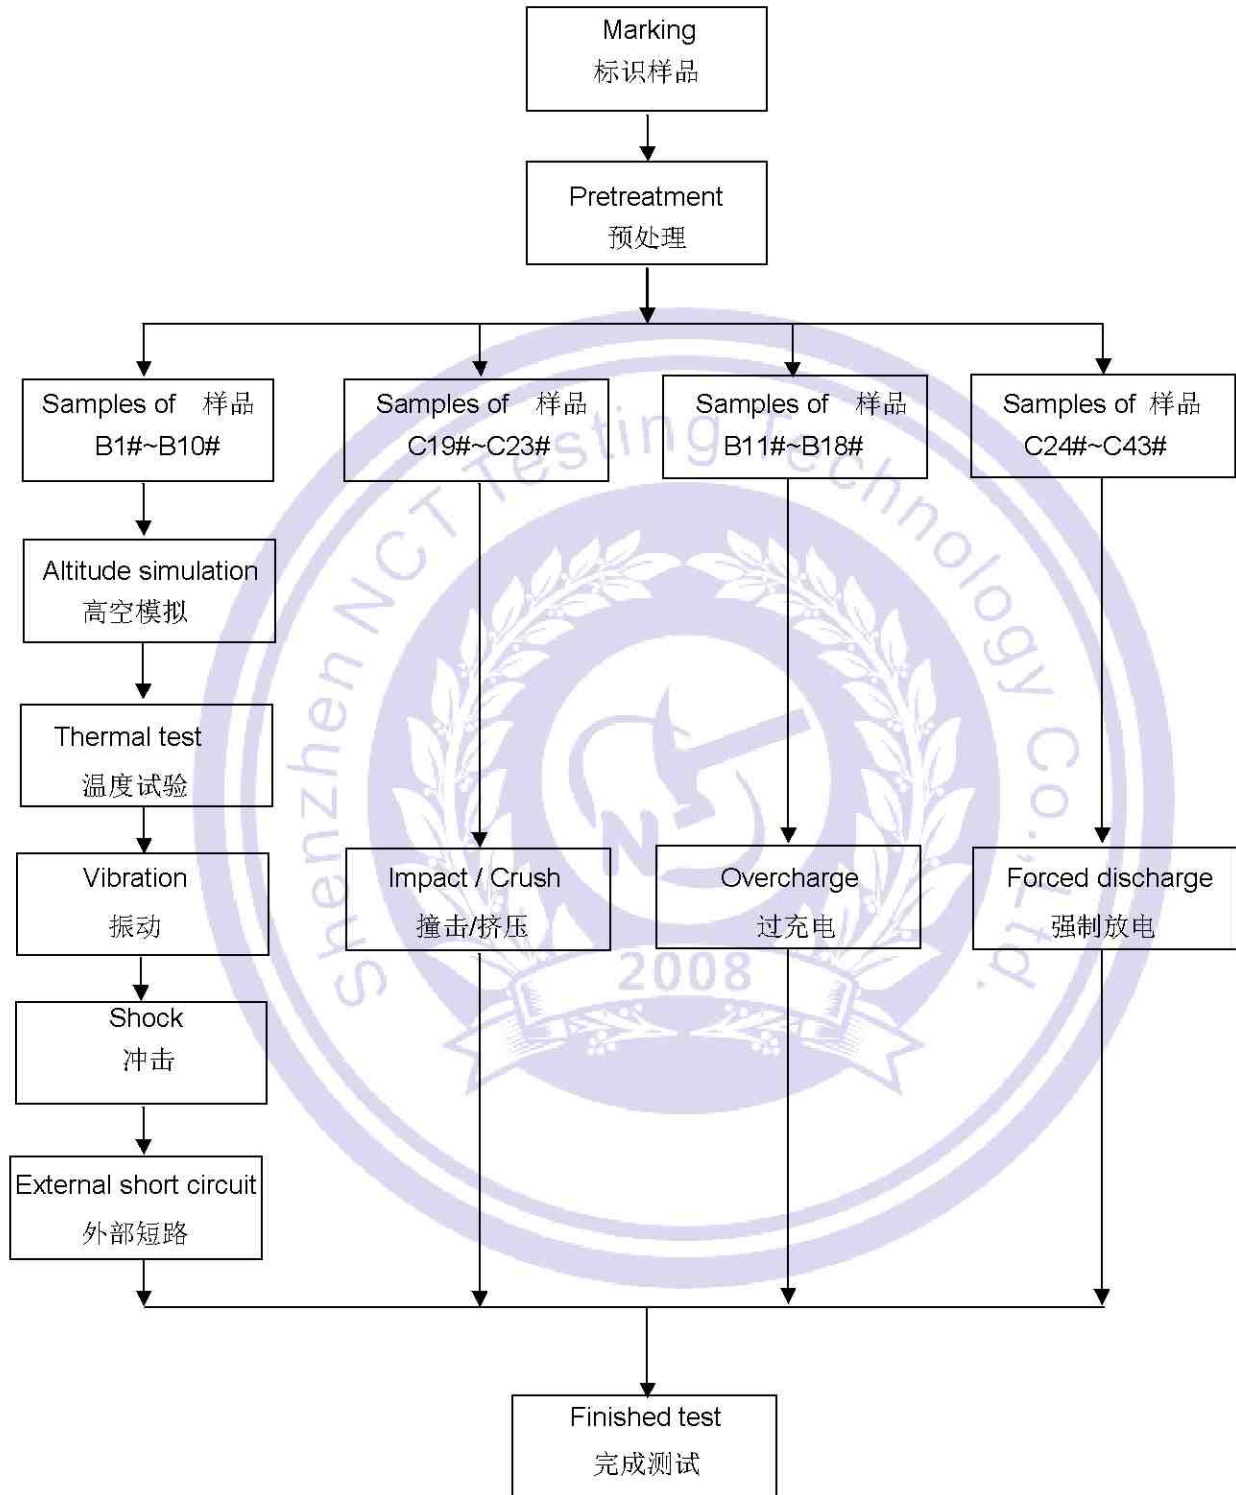 Marking
标识样品
Pretreatment
预处理
Samples of 样品
B1#~B10#
Samples of 样品
C19#~C23#
Samples of 样品
B11#~B18#
Samples of 样品
C24#~C43#
Altitude simulation
高空模拟
Thermal test
温度试验
Vibration
振动
Impact / Crush
撞击/挤压
Overcharge
过充电
Forced discharge
强制放电
Shock
冲击
External short circuit
外部短路
Finished test
完成测试
Shenzhen NCT Testing Technology Co., Ltd.
N
2008